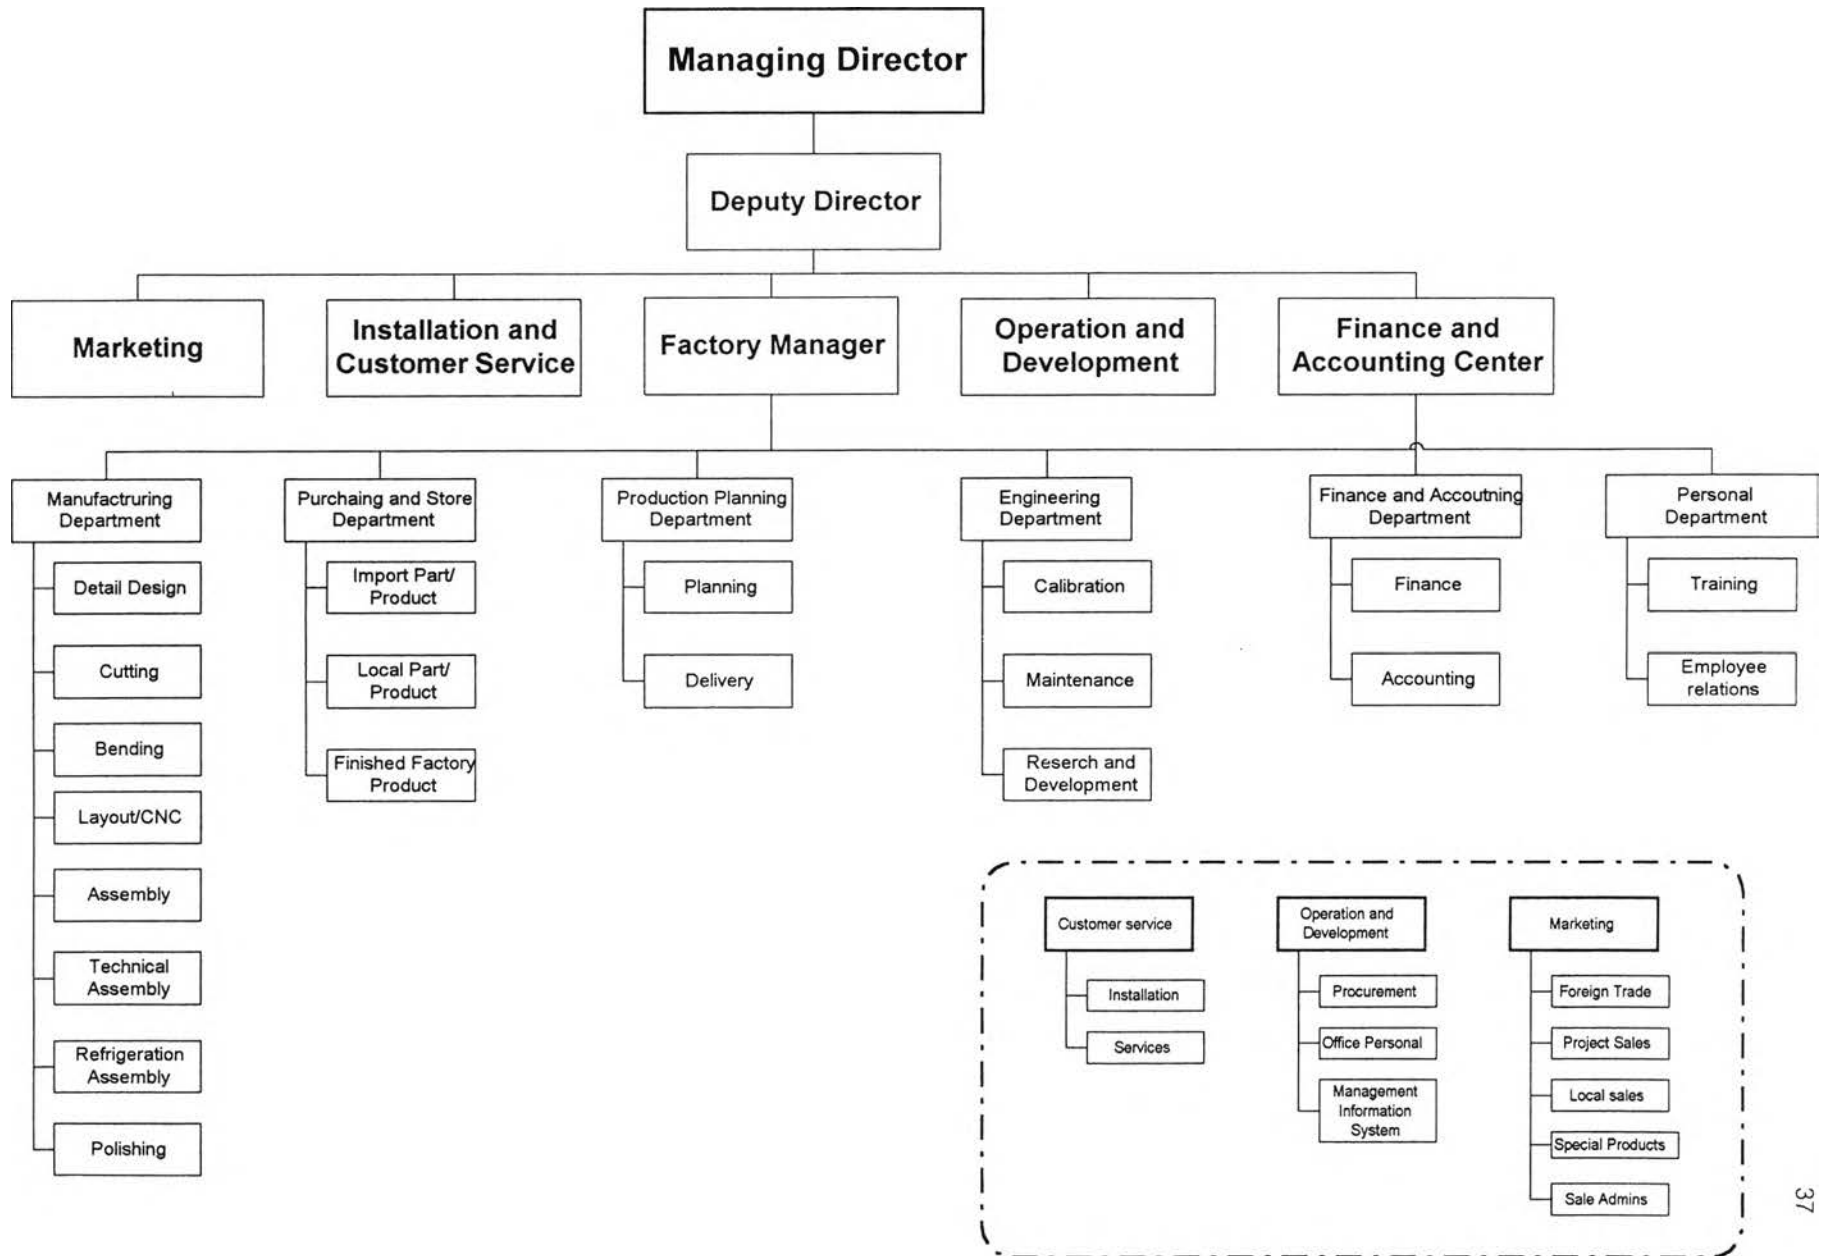 Managing Director
Deputy Director
Marketing
Installation and
Customer Service
Factory Manager
Operation and
Development
Finance and
Accounting Center
Manufactruring
Department
Purchaing and Store
Department
Production Planning
Department
Engineering
Department
Finance and Accoutning
Department
Personal
Department
Detail Design
Cutting
Bending
Layout/CNC
Assembly
Technical
Assembly
Refrigeration
Assembly
Polishing
Import Part/
Product
Local Part/
Product
Finished Factory
Product
Planning
Delivery
Calibration
Maintenance
Reserch and
Development
Finance
Accounting
Training
Employee
relations
Customer service
Installation
Services
Operation and
Development
Procurement
Office Personal
Management
Information
System
Marketing
Foreign Trade
Project Sales
Local sales
Special Products
Sale Admins
37